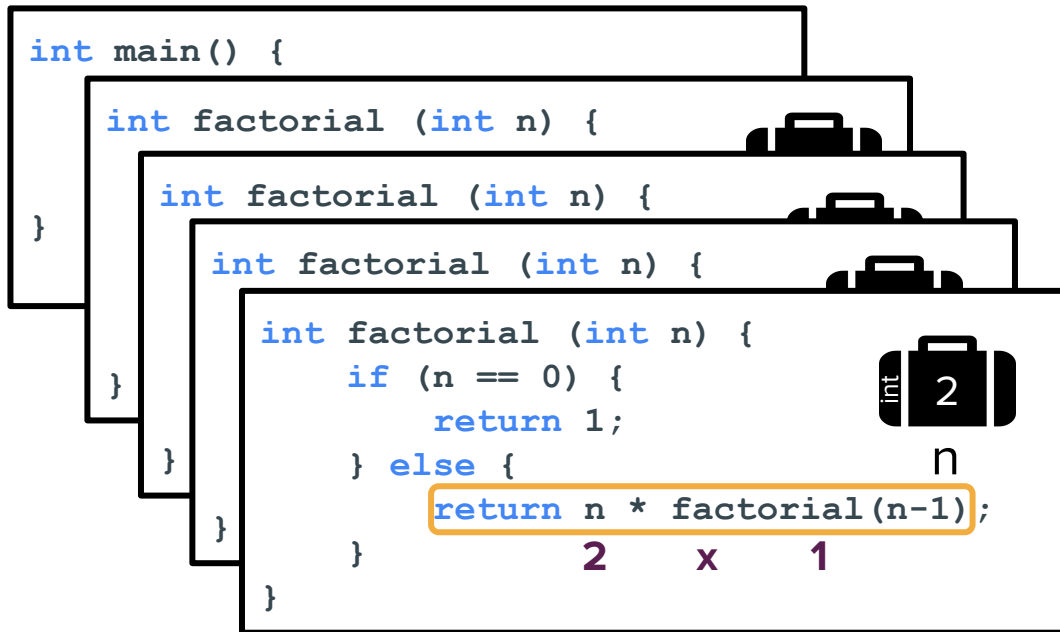 int main() {
}
int factorial (int n) {
}
int factorial (int n) {
}
int factorial (int n) {
}
int factorial (int n) {
if (n == 0) {
return 1;
} else {
return n * factorial(n-1);
}
2 x 1
}
int 2
n